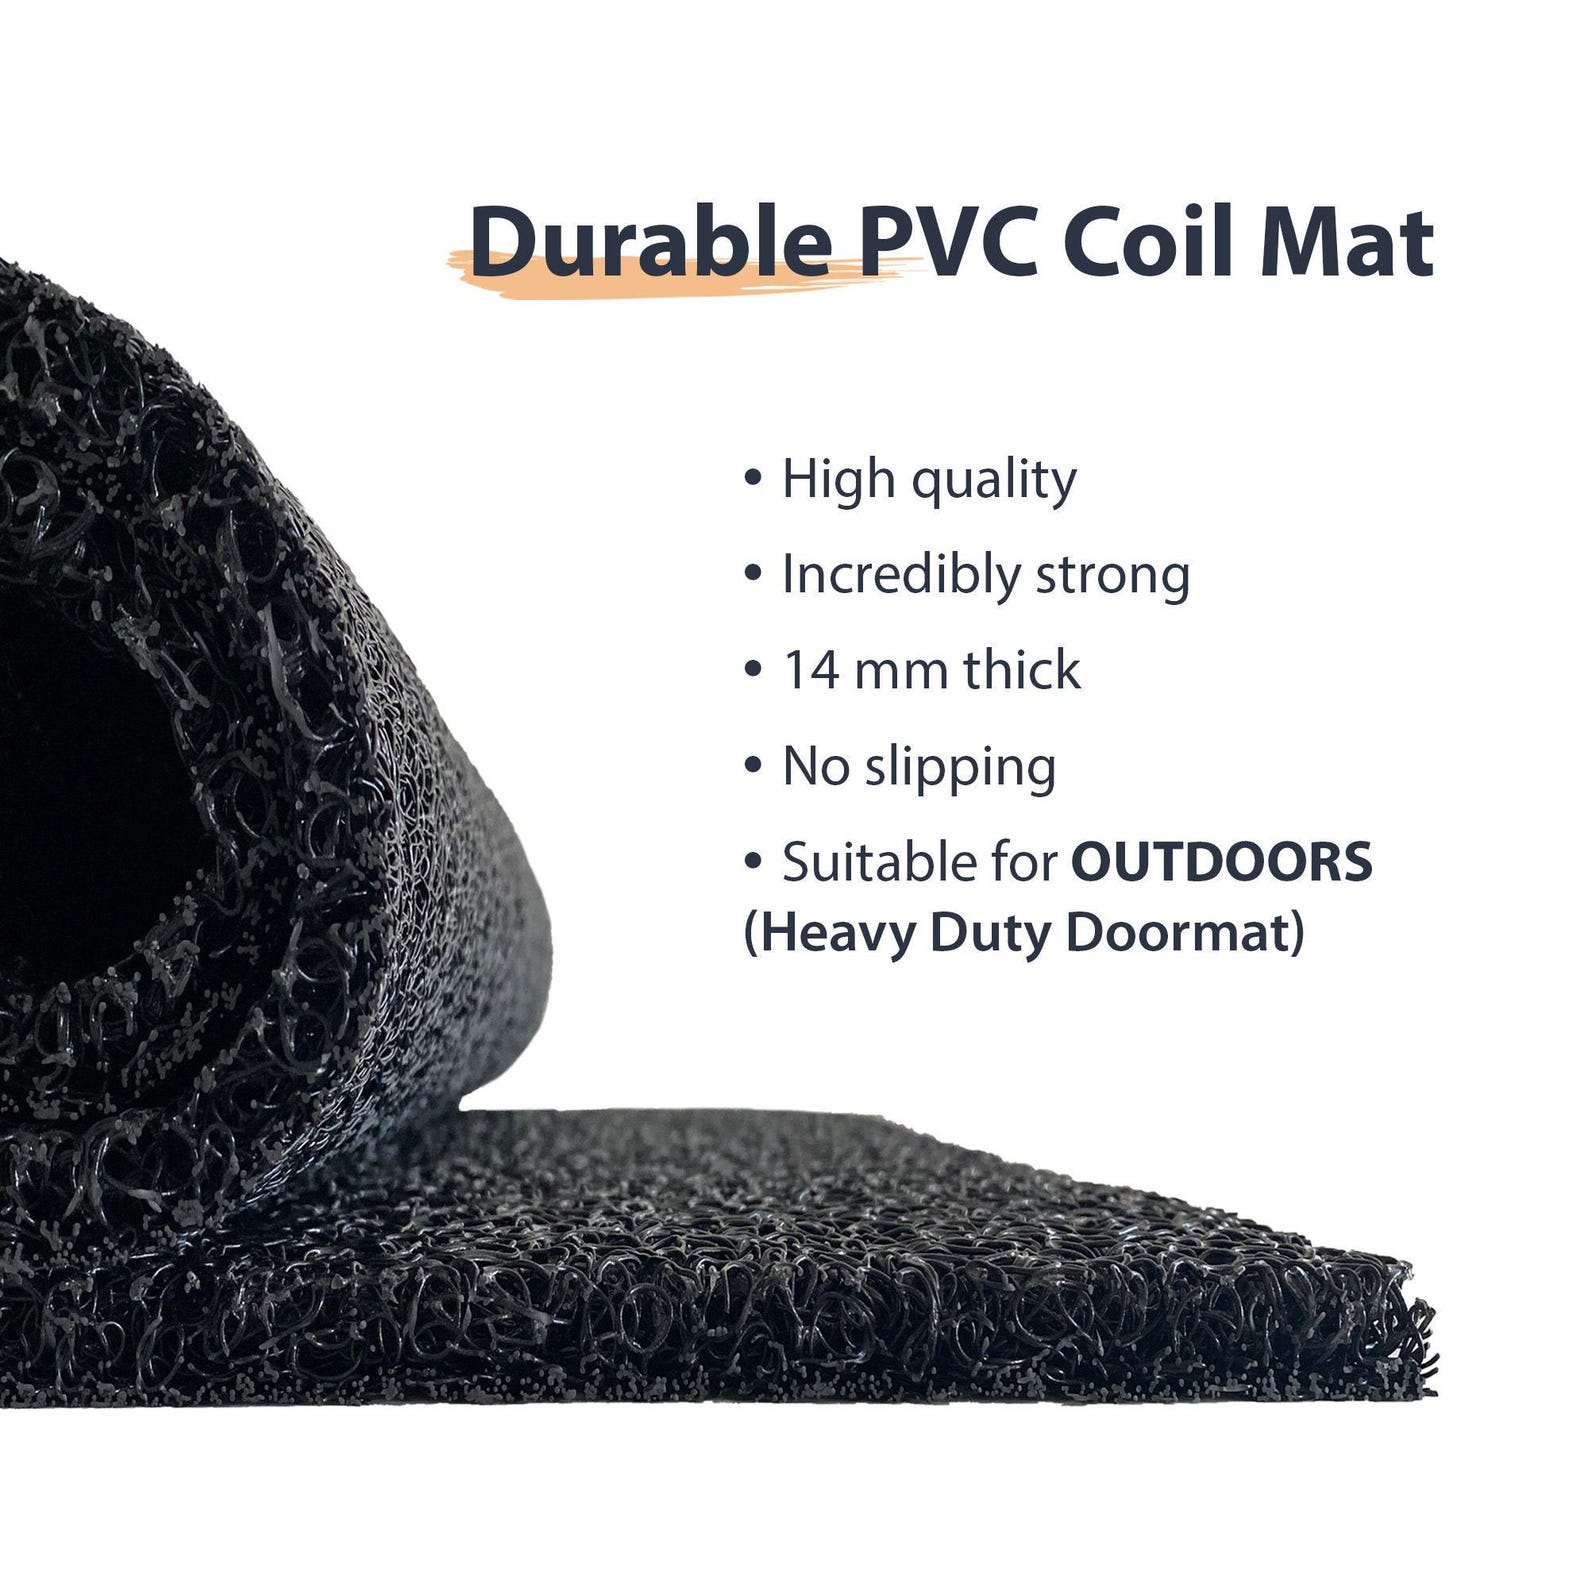 Durable PVC Coil Mat
• High quality
• Incredibly strong
• 14 mm thick
• No slipping
• Suitable for OUTDOORS
(Heavy Duty Doormat)